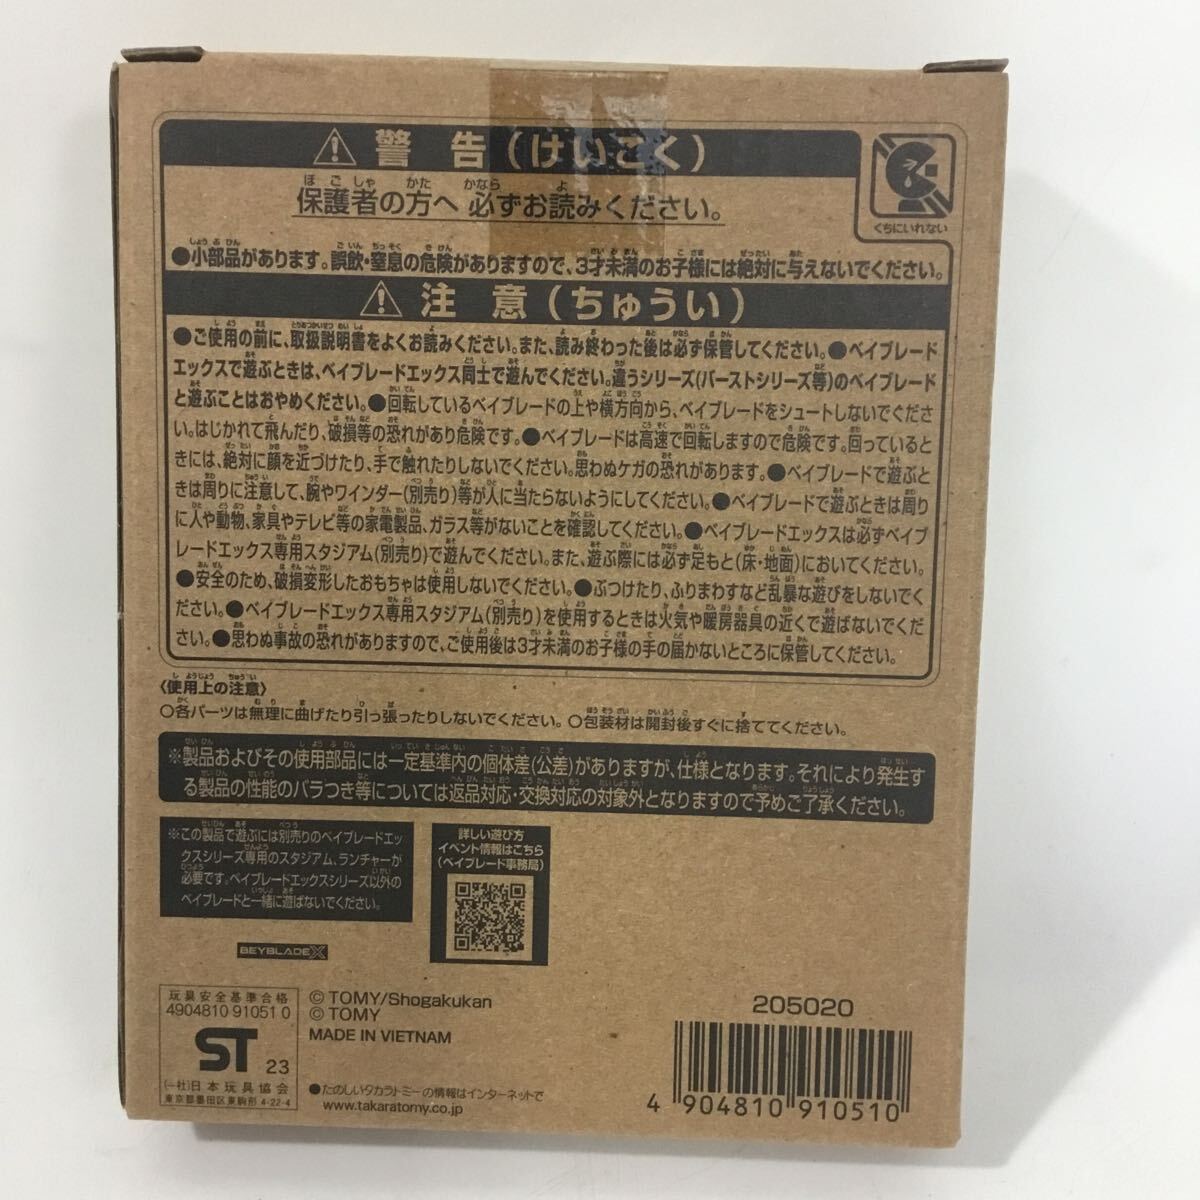 ⚠ 警 告 (けいこく)
保護者の方へ 必ずお読みください。
くちにいれない
●小部品があります。誤飲・窒息の危険がありますので、3才未満のお子様には絶対に与えないでください。
⚠ 注 意 (ちゅうい)
●ご使用の前に、取扱説明書をよくお読みください。また、読み終わった後は必ず保管してください。●ベイブレード
エックスで遊ぶときは、ベイブレードエックス同士で遊んでください。違うシリーズ(バーストシリーズ等)のベイブレード
と遊ぶことはおやめください。●回転しているベイブレードの上や横方向から、ベイブレードをシュートしないでくださ
い。はじかれて飛んだり、破損等の恐れがあり危険です。●ベイブレードは高速で回転しますので危険です。回っていると
きには、絶対に顔を近づけたり、手で触れたりしないでください。思わぬケガの恐れがあります。●ベイブレードで遊ぶと
きは周りに注意して、腕やワインダー(別売り)等が人に当たらないようにしてください。●ベイブレードで遊ぶときは周り
に人や動物、家具やテレビ等の家電製品、ガラス等がないことを確認してください。●ベイブレードエックスは必ずベイブ
レードエックス専用スタジアム(別売り)で遊んでください。また、遊ぶ際には必ず足もと(床・地面)においてください。
●安全のため、破損変形したおもちゃは使用しないでください。●ぶつけたり、ふりまわすなど乱暴な遊びをしないでく
ださい。●ベイブレードエックス専用スタジアム(別売り)を使用するときは火気や暖房器具の近くで遊ばないでくだ
さい。●思わぬ事故の恐れがありますので、ご使用後は3才未満のお子様の手の届かないところに保管してください。
〈使用上の注意〉
○各パーツは無理に曲げたり引っ張ったりしないでください。○包装材は開封後すぐに捨ててください。
※製品およびその使用部品には一定基準内の個体差(公差)がありますが、仕様となります。それにより発生す
る製品の性能のバラつき等については返品対応・交換対応の対象外となりますので予めご了承ください。
※この製品で遊ぶには別売りのベイブレードエッ
クスシリーズ専用のスタジアム、ランチャーが
必要です。ベイブレードエックスシリーズ以外の
ベイブレードと一緒に遊ばないでください。
詳しい遊び方
イベント情報はこちら
(ベイブレード事務局)
BEYBLADE X
玩具安全基準合格
4904810 91051 0
ST 23
(一社)日本玩具協会
東京都墨田区東駒形 4-22-4
© TOMY/Shogakukan
© TOMY
MADE IN VIETNAM
●たのしいタカラトミーの情報はインターネットで
www.takaratomy.co.jp
205020
4 904810 910510